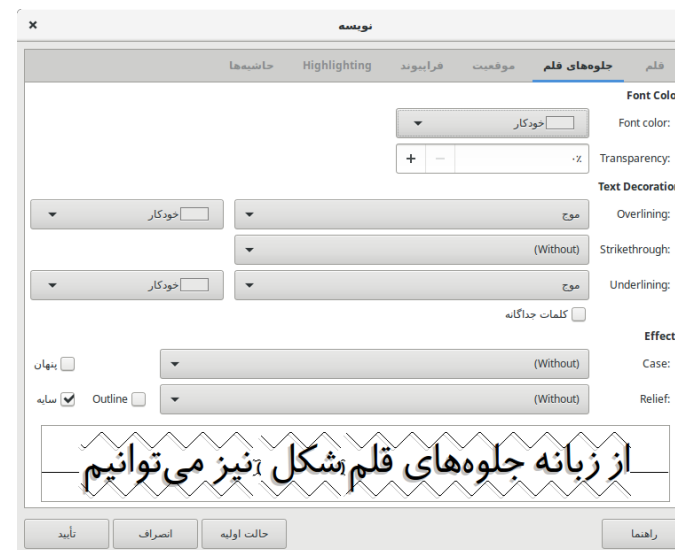 نویسه
قلم جلوه‌های قلم موقعیت فراپیوند Highlighting حاشیه‌ها
Font Colo
Font color: خودکار
Transparency: ۰٪
Text Decoration
Overlining: موج خودکار
Strikethrough: (Without)
Underlining: موج خودکار
کلمات جداگانه
Effect
Case: (Without) پنهان
Relief: (Without) Outline سایه
از زبانه جلوه‌های قلم شکل نیز می‌توانیم
راهنما حالت اولیه انصراف تأیید